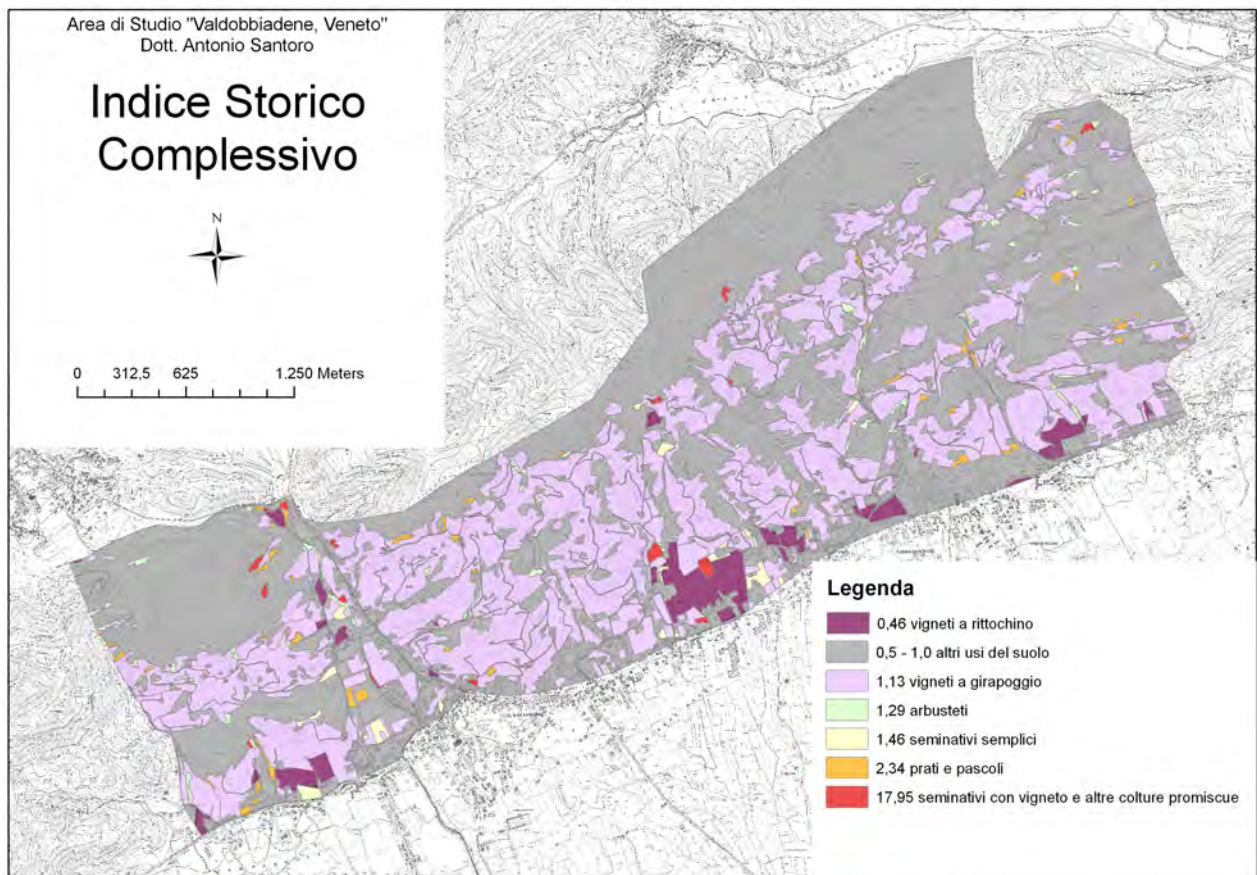 Area di Studio "Valdobbiadene, Veneto"
Dott. Antonio Santoro
Indice Storico
Complessivo
N
0 312,5 625 1.250 Meters
Legenda
0,46 vigneti a rittochino
0,5 - 1,0 altri usi del suolo
1,13 vigneti a girapoggio
1,29 arbusteti
1,46 seminativi semplici
2,34 prati e pascoli
17,95 seminativi con vigneto e altre colture promiscue